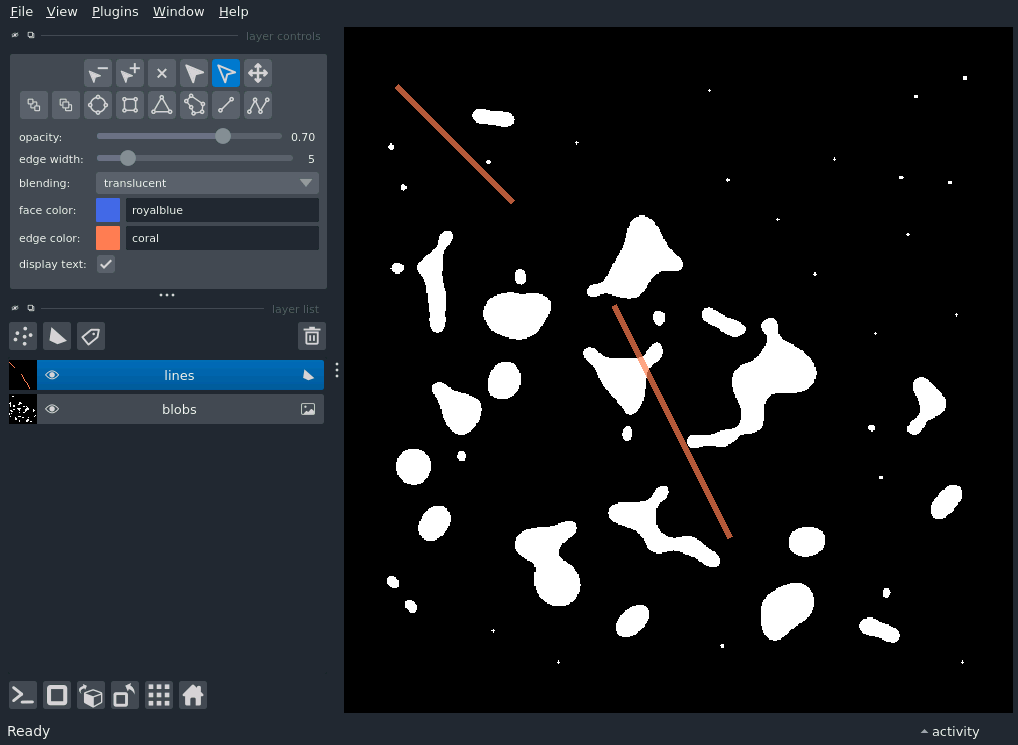 File View Plugins Window Help
layer controls
opacity: 0.70
edge width: 5
blending: translucent
face color: royalblue
edge color: coral
display text:
layer list
lines
blobs
Ready activity